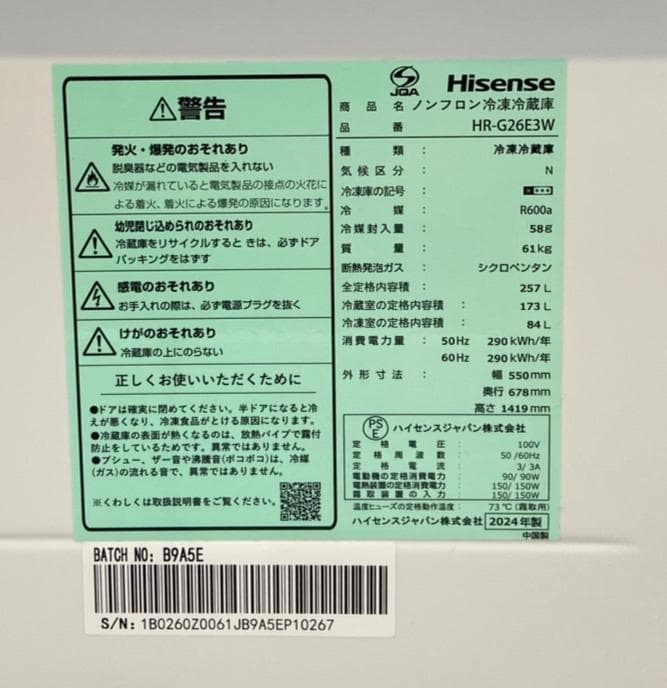 ⚠警告
発火・爆発のおそれあり
脱臭器などの電気製品を入れない
冷媒が漏れていると電気製品の接点の火花に
よる着火、着火による爆発の原因になります。
幼児閉じ込められのおそれあり
冷蔵庫をリサイクルすると きは、必ずドア
パッキングをはずす
感電のおそれあり
お手入れの際は、必ず電源プラグを抜く
けがのおそれあり
冷蔵庫の上にのらない
正しくお使いいただくために
●ドアは確実に閉めてください。半ドアになると冷
えが悪くなり、冷凍食品がとける原因になります。
●冷蔵庫の表面が熱くなるのは、放熱パイプで露付
防止をしているためです。異常ではありません。
●プシュー、ザー音や沸騰音(ポコポコ)は、冷媒
(ガス)の流れる音で、異常ではありません。
※くわしくは取扱説明書をご覧ください。
JQA Hisense
商品名 ノンフロン冷凍冷蔵庫
品番 HR-G26E3W
種類 : 冷凍冷蔵庫
気候区分 : N
冷凍庫の記号 :
冷媒 : R600a
冷媒封入量 : 58g
質量 : 61kg
断熱発泡ガス : シクロペンタン
全定格内容積 : 257 L
冷蔵室の定格内容積 : 173 L
冷凍室の定格内容積 : 84 L
消費電力量 : 50Hz 290 kWh/年
60Hz 290 kWh/年
外形寸法 : 幅 550mm
奥行 678mm
高さ 1419mm
PSE ハイセンスジャパン株式会社
定格電圧 : 100V
定格周波数 : 50 /60Hz
定格電流 : 3/ 3A
電動機の定格消費電力 : 90/ 90W
電熱装置の定格消費電力 : 150/ 150W
霜取装置の入力 : 150/ 150W
温度ヒューズの定格動作温度: 73 ℃ (霜取用)
ハイセンスジャパン株式会社 2024年製
中国製
BATCH NO: B9A5E
S/N: 1B0260Z0061JB9A5EP10267